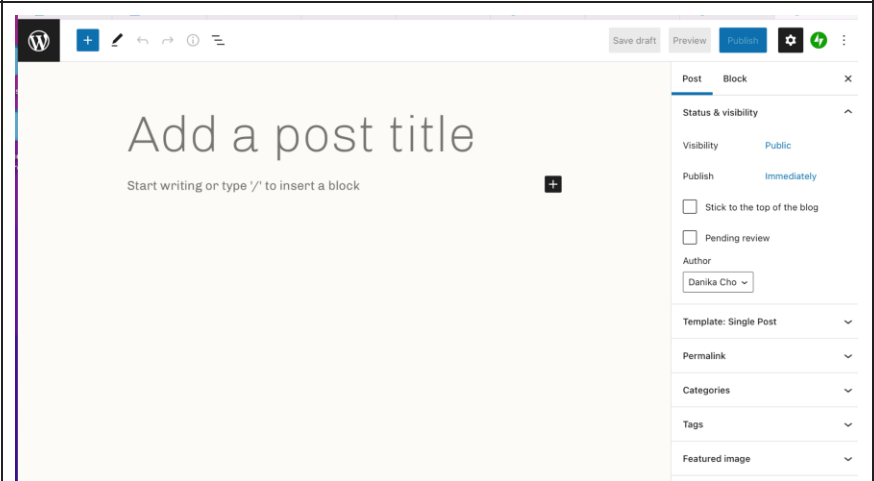 Save draft Preview Publish
Post Block
Status & visibility
Add a post title
Visibility Public
Publish Immediately
Start writing or type '/' to insert a block
Stick to the top of the blog
Pending review
Author
Danika Cho
Template: Single Post
Permalink
Categories
Tags
Featured image